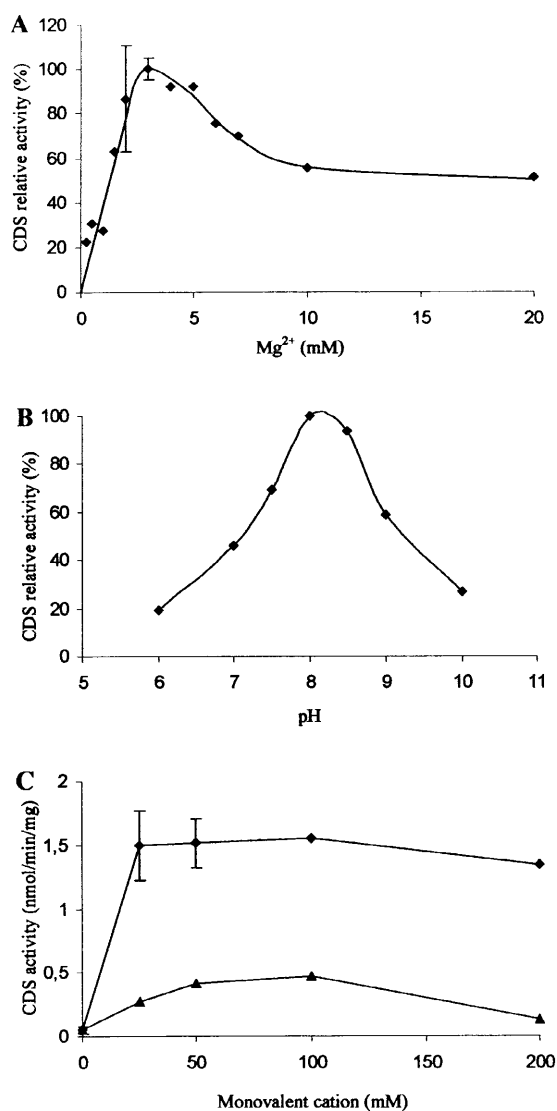 A
CDS relative activity (%)
120
100
80
60
40
20
0
0 5 10 15 20
Mg²⁺ (mM)
B
CDS relative activity (%)
100
80
60
40
20
0
5 6 7 8 9 10 11
pH
C
CDS activity (nmol/min/mg)
2
1,5
1
0,5
0
0 50 100 150 200
Monovalent cation (mM)